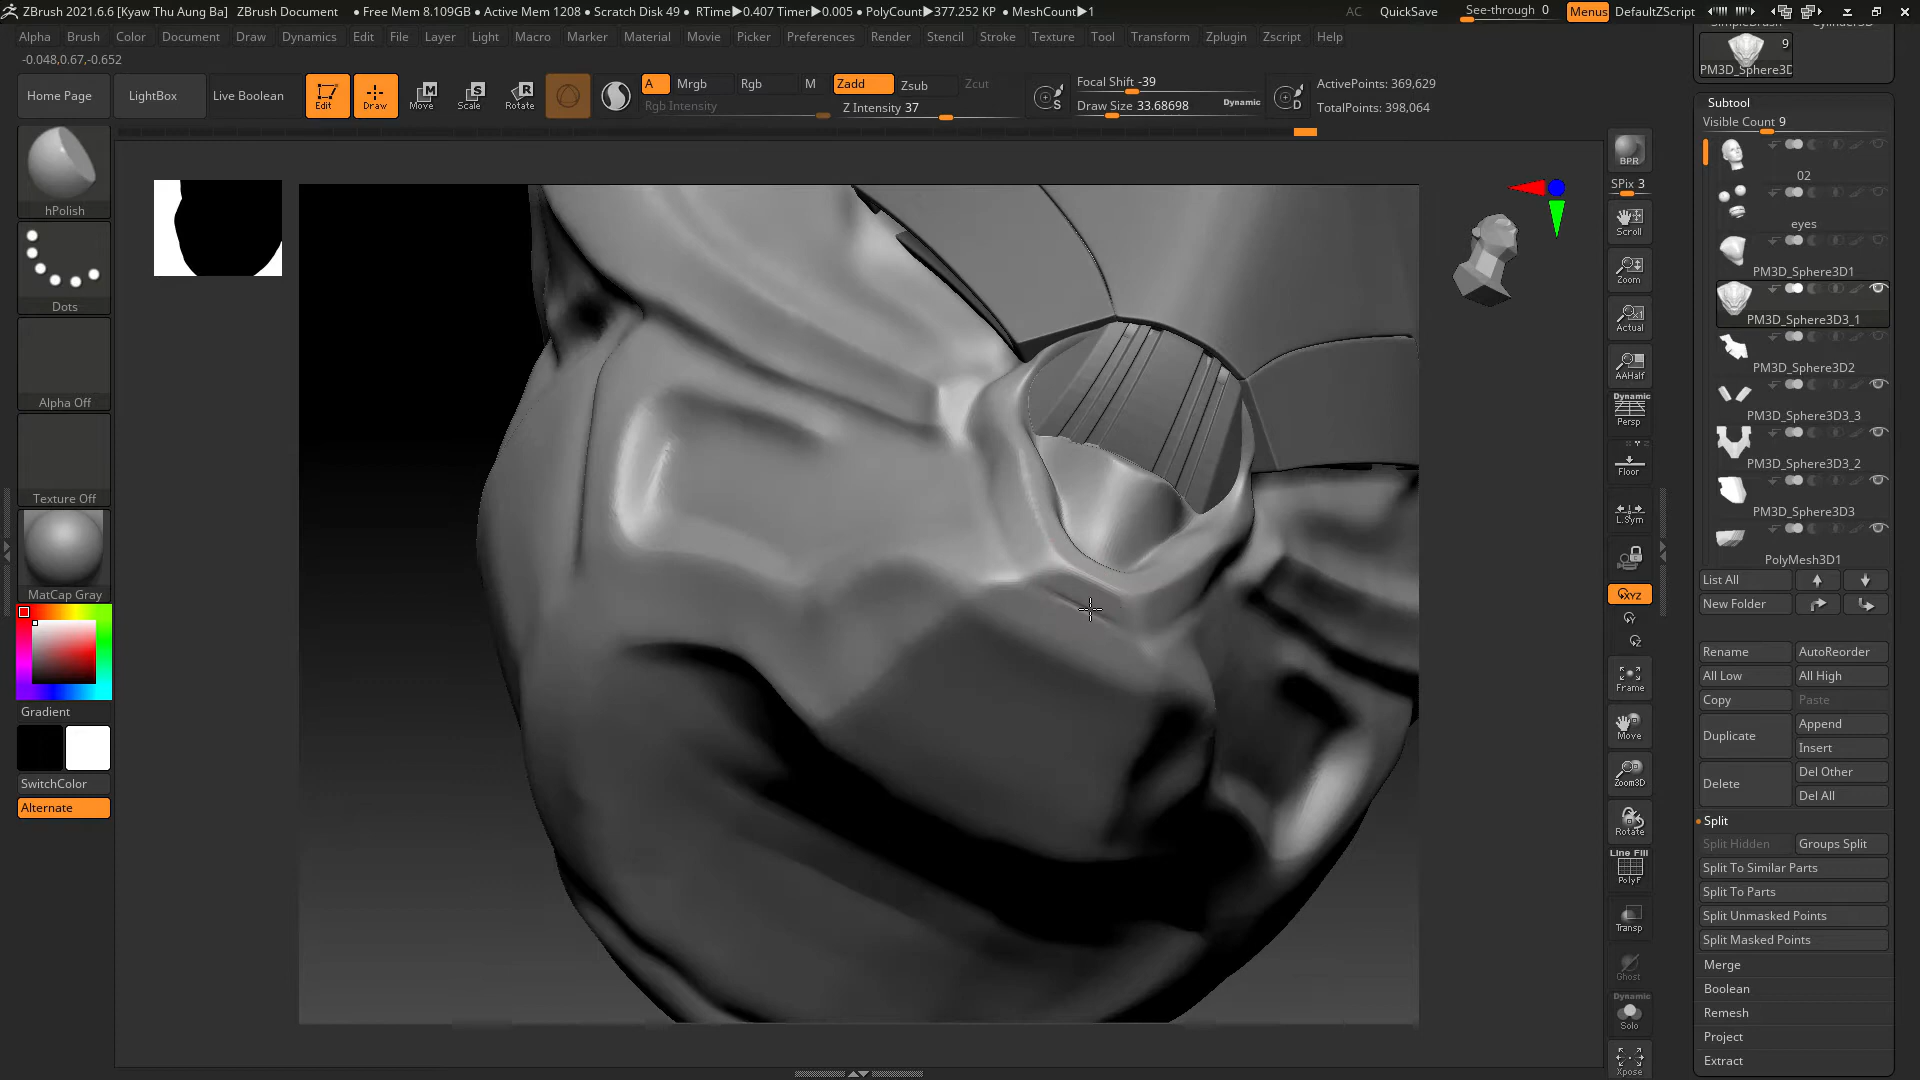 ZBrush 2021.6.6 [Kyaw Thu Aung Ba] ZBrush Document • Free Mem 8.109GB • Active Mem 1208 • Scratch Disk 49 • RTime▶0.407 Timer▶0.005 • PolyCount▶377.252 KP • MeshCount▶1 AC QuickSave See-through 0 Menus DefaultZScript
Alpha Brush Color Document Draw Dynamics Edit File Layer Light Macro Marker Material Movie Picker Preferences Render Stencil Stroke Texture Tool Transform Zplugin Zscript Help
-0.048,0.67,-0.652
Home Page LightBox Live Boolean Edit Draw Move Scale Rotate
A Mrgb Rgb M Zadd Zsub Zcut
Rgb Intensity Z Intensity 37
Focal Shift -39
Draw Size 33.68698 Dynamic
ActivePoints: 369,629
TotalPoints: 398,064
hPolish
Dots
Alpha Off
Texture Off
MatCap Gray
Gradient
SwitchColor
Alternate
BPR
SPix 3
Scroll
Zoom
Actual
AAHalf
Dynamic
Persp
Floor
L.Sym
XYZ
Frame
Move
Zoom3D
Rotate
Line Fill
PolyF
Transp
Ghost
Dynamic
Solo
Xpose
9
PM3D_Sphere3D
Subtool
Visible Count 9
02
eyes
PM3D_Sphere3D1
PM3D_Sphere3D3_1
PM3D_Sphere3D2
PM3D_Sphere3D3_3
PM3D_Sphere3D3_2
PM3D_Sphere3D3
PolyMesh3D1
List All
New Folder
Rename AutoReorder
All Low All High
Copy Paste
Duplicate Append
Insert
Delete Del Other
Del All
Split
Split Hidden Groups Split
Split To Similar Parts
Split To Parts
Split Unmasked Points
Split Masked Points
Merge
Boolean
Remesh
Project
Extract